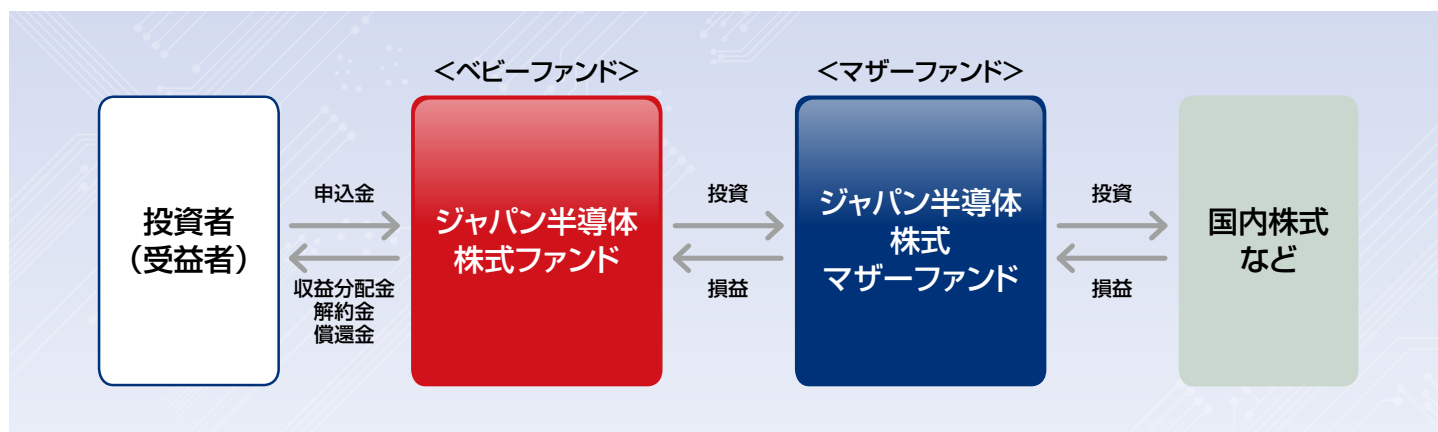 <ベビーファンド>
<マザーファンド>
投資者
(受益者)
申込金
収益分配金
解約金
償還金
ジャパン半導体
株式ファンド
投資
損益
ジャパン半導体
株式
マザーファンド
投資
損益
国内株式
など